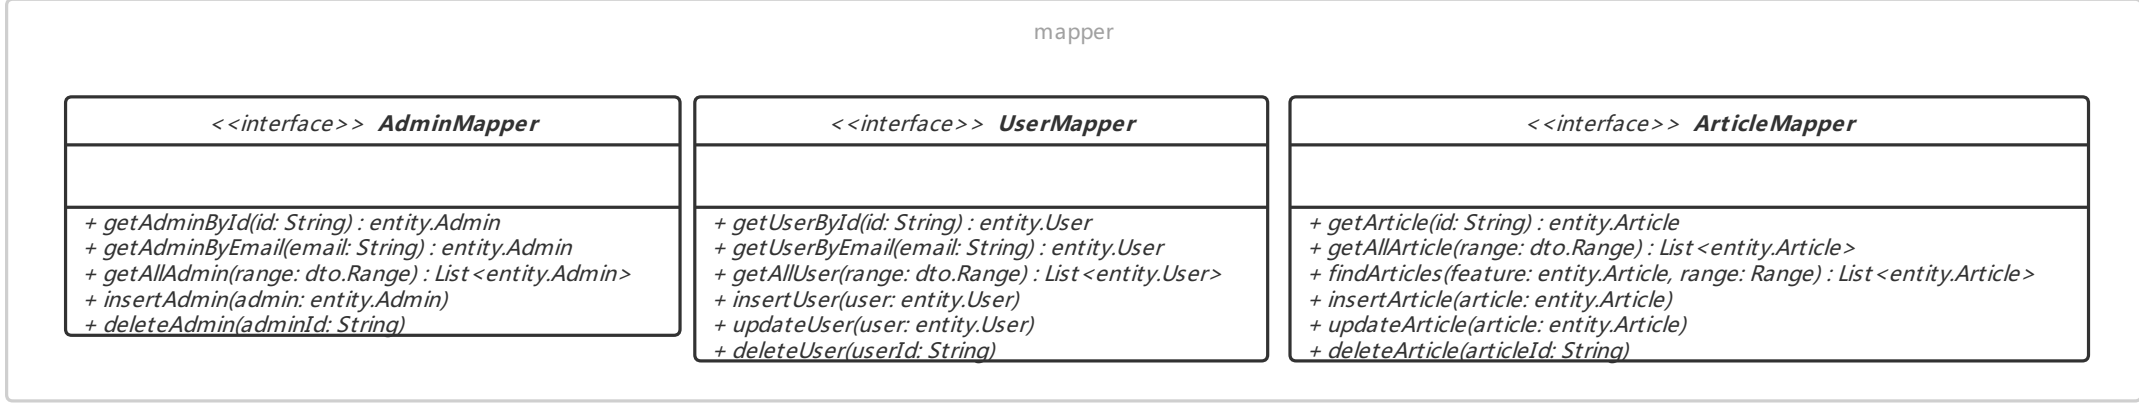 mapper
<<interface>> AdminMapper
+ getAdminById(id: String) : entity.Admin
+ getAdminByEmail(email: String) : entity.Admin
+ getAllAdmin(range: dto.Range) : List<entity.Admin>
+ insertAdmin(admin: entity.Admin)
+ deleteAdmin(adminId: String)
<<interface>> UserMapper
+ getUserById(id: String) : entity.User
+ getUserByEmail(email: String) : entity.User
+ getAllUser(range: dto.Range) : List<entity.User>
+ insertUser(user: entity.User)
+ updateUser(user: entity.User)
+ deleteUser(userId: String)
<<interface>> ArticleMapper
+ getArticle(id: String) : entity.Article
+ getAllArticle(range: dto.Range) : List<entity.Article>
+ findArticles(feature: entity.Article, range: Range) : List<entity.Article>
+ insertArticle(article: entity.Article)
+ updateArticle(article: entity.Article)
+ deleteArticle(articleId: String)